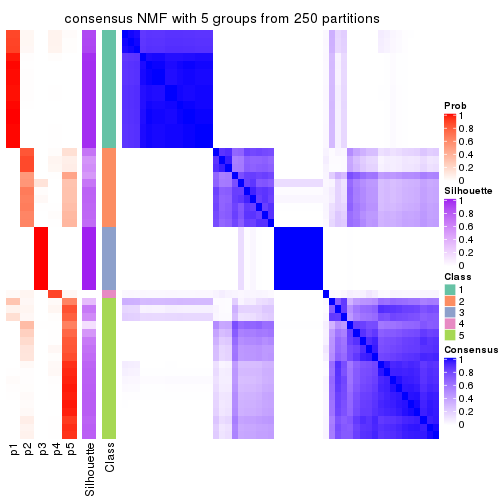 consensus NMF with 5 groups from 250 partitions
Prob
1
0.8
0.6
0.4
0.2
0
Silhouette
1
0.8
0.6
0.4
0.2
0
Class
1
2
3
4
5
Consensus
1
0.8
0.6
0.4
0.2
0
p1
p2
p3
p4
p5
Silhouette
Class